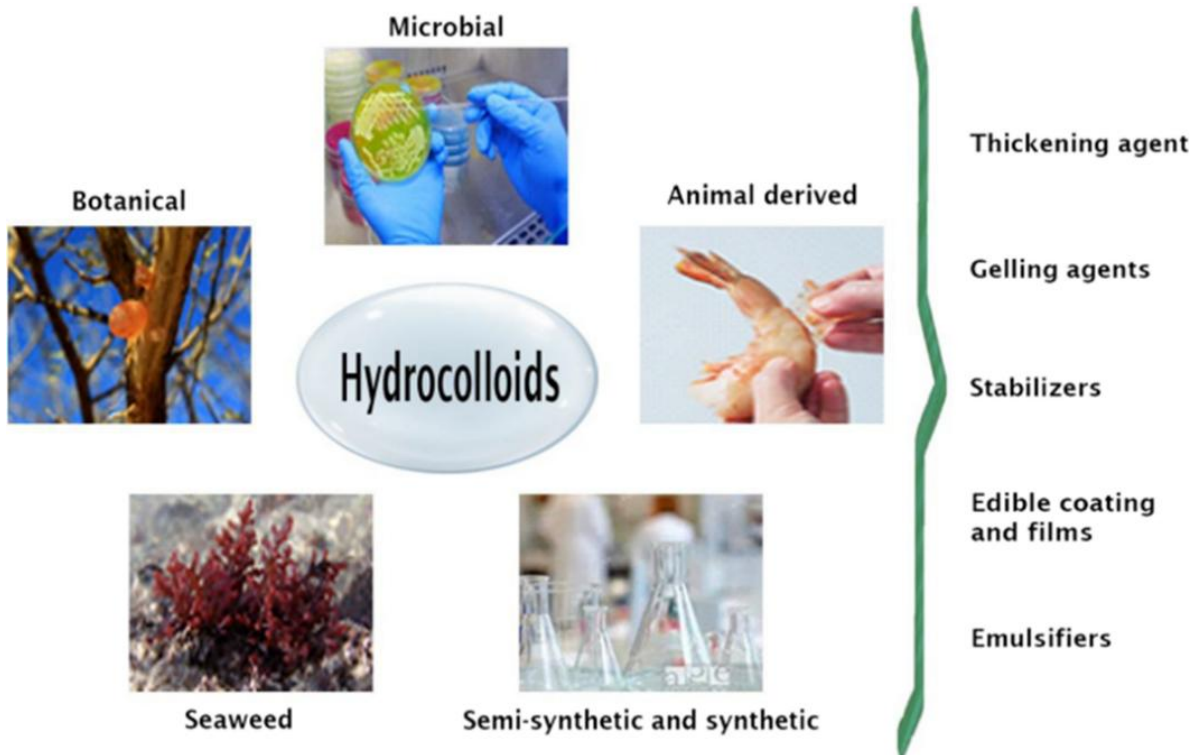 Microbial
Botanical
Animal derived
Hydrocolloids
Seaweed
Semi-synthetic and synthetic
Thickening agent
Gelling agents
Stabilizers
Edible coating
and films
Emulsifiers